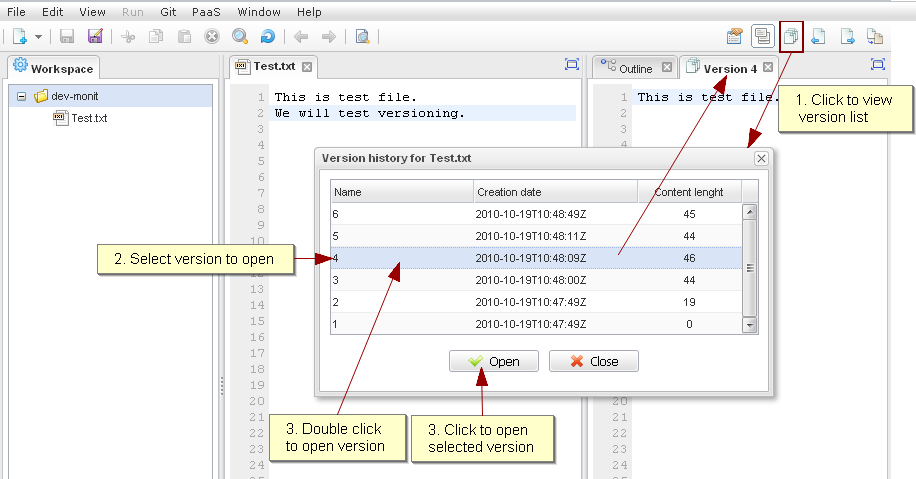 File Edit View Run Git PaaS Window Help
Workspace
dev-monit
Test.txt
Test.txt
1 This is test file.
2 We will test versioning.
3
4
5
6
7
8
9
10
11
12
13
14
15
16
17
18
19
20
21
22
23
24
Outline
Version 4
1 This is test file.
2
3
4
20
21
22
23
24
1. Click to view
version list
Version history for Test.txt
Name Creation date Content lenght
6 2010-10-19T10:48:49Z 45
5 2010-10-19T10:48:11Z 44
4 2010-10-19T10:48:09Z 46
3 2010-10-19T10:48:00Z 44
2 2010-10-19T10:47:49Z 19
1 2010-10-19T10:47:49Z 0
Open Close
2. Select version to open
3. Double click
to open version
3. Click to open
selected version